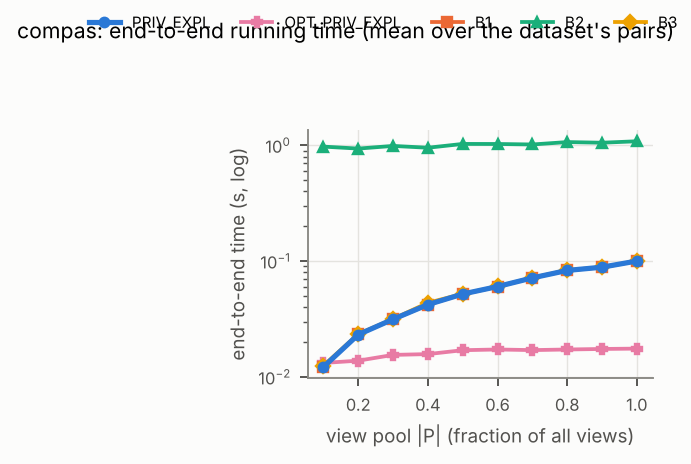 PRIV_EXPL OPT_PRIV_EXPL B1 B2 B3
compas: end-to-end running time (mean over the dataset's pairs)
end-to-end time (s, log)
10⁰
10⁻¹
10⁻²
0.2 0.4 0.6 0.8 1.0
view pool |P| (fraction of all views)